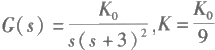 G(s) = K₀ / s(s+3)², K = K₀ / 9